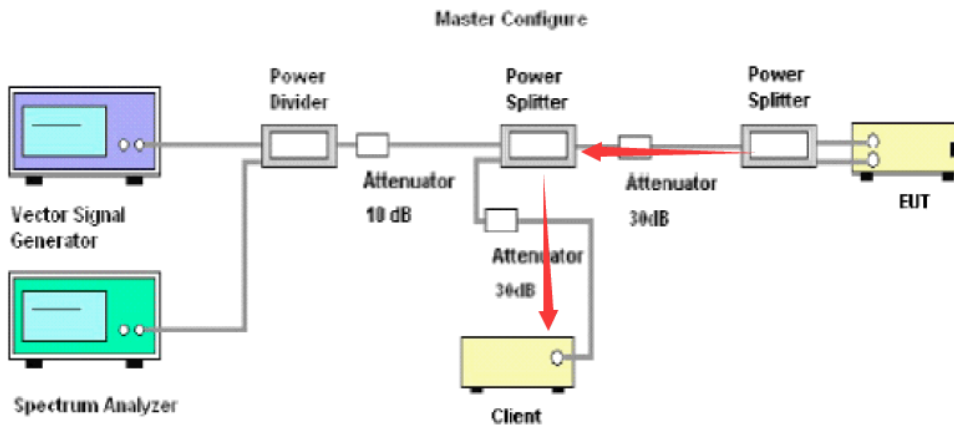 Master Configure
Power
Divider
Power
Splitter
Power
Splitter
Attenuator
10 dB
Attenuator
30dB
EUT
Vector Signal
Generator
Attenuator
30dB
Spectrum Analyzer
Client